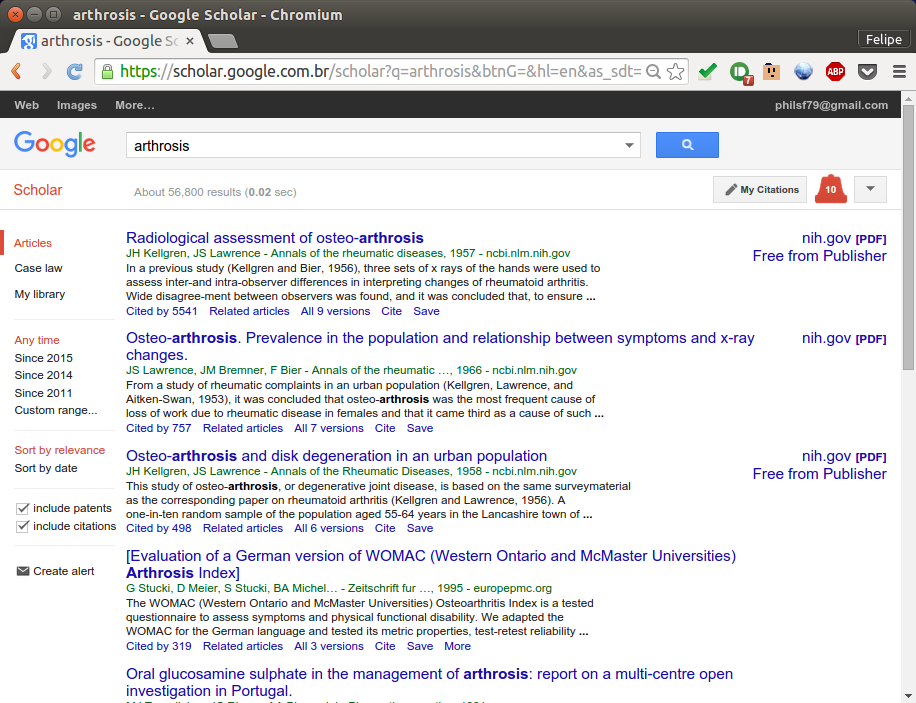 arthrosis - Google Scholar - Chromium
arthrosis - Google Sc
Felipe
https://scholar.google.com.br/scholar?q=arthrosis&btnG=&hl=en&as_sdt=
7
ABP
Web Images More…
philsf79@gmail.com
Google
arthrosis
Scholar
About 56,800 results (0.02 sec)
My Citations
10
Articles
Case law
My library
Any time
Since 2015
Since 2014
Since 2011
Custom range...
Sort by relevance
Sort by date
include patents
include citations
Create alert
Radiological assessment of osteo-arthrosis
JH Kellgren, JS Lawrence - Annals of the rheumatic diseases, 1957 - ncbi.nlm.nih.gov
In a previous study (Kellgren and Bier, 1956), three sets of x rays of the hands were used to
assess inter-and intra-observer differences in interpreting changes of rheumatoid arthritis.
Wide disagree-ment between observers was found, and it was concluded that, to ensure ...
Cited by 5541 Related articles All 9 versions Cite Save
nih.gov [PDF]
Free from Publisher
Osteo-arthrosis. Prevalence in the population and relationship between symptoms and x-ray
changes.
JS Lawrence, JM Bremner, F Bier - Annals of the rheumatic …, 1966 - ncbi.nlm.nih.gov
From a study of rheumatic complaints in an urban population (Kellgren, Lawrence, and
Aitken-Swan, 1953), it was concluded that osteo-arthrosis was the most frequent cause of
loss of work due to rheumatic disease in females and that it came third as a cause of such ...
Cited by 757 Related articles All 7 versions Cite Save
nih.gov [PDF]
Osteo-arthrosis and disk degeneration in an urban population
JH Kellgren, JS Lawrence - Annals of the Rheumatic Diseases, 1958 - ncbi.nlm.nih.gov
This study of osteo-arthrosis, or degenerative joint disease, is based on the same surveymaterial
as the corresponding paper on rheumatoid arthritis (Kellgren and Lawrence, 1956). A
one-in-ten random sample of the population aged 55-64 years in the Lancashire town of ...
Cited by 498 Related articles All 6 versions Cite Save
nih.gov [PDF]
Free from Publisher
[Evaluation of a German version of WOMAC (Western Ontario and McMaster Universities)
Arthrosis Index]
G Stucki, D Meier, S Stucki, BA Michel… - Zeitschrift fur …, 1995 - europepmc.org
The WOMAC (Western Ontario and McMaster Universities) Osteoarthritis Index is a tested
questionnaire to assess symptoms and physical functional disability. We adapted the
WOMAC for the German language and tested its metric properties, test-retest reliability ...
Cited by 319 Related articles All 3 versions Cite Save More
Oral glucosamine sulphate in the management of arthrosis: report on a multi-centre open
investigation in Portugal.